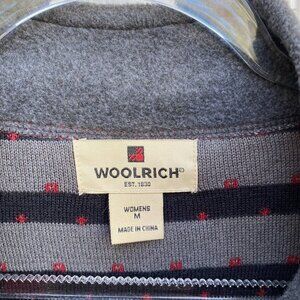 WOOLRICH
EST. 1830
WOMENS
M
MADE IN CHINA